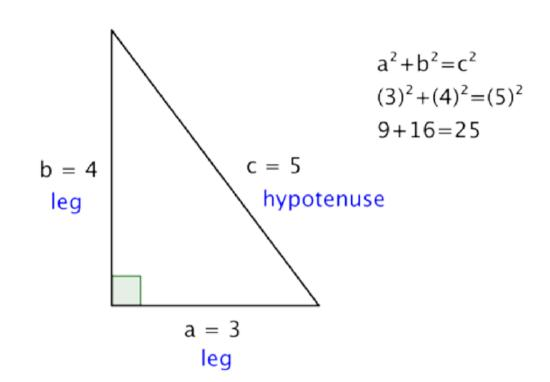 a²+b²=c²
(3)²+(4)²=(5)²
9+16=25
b = 4
leg
c = 5
hypotenuse
a = 3
leg